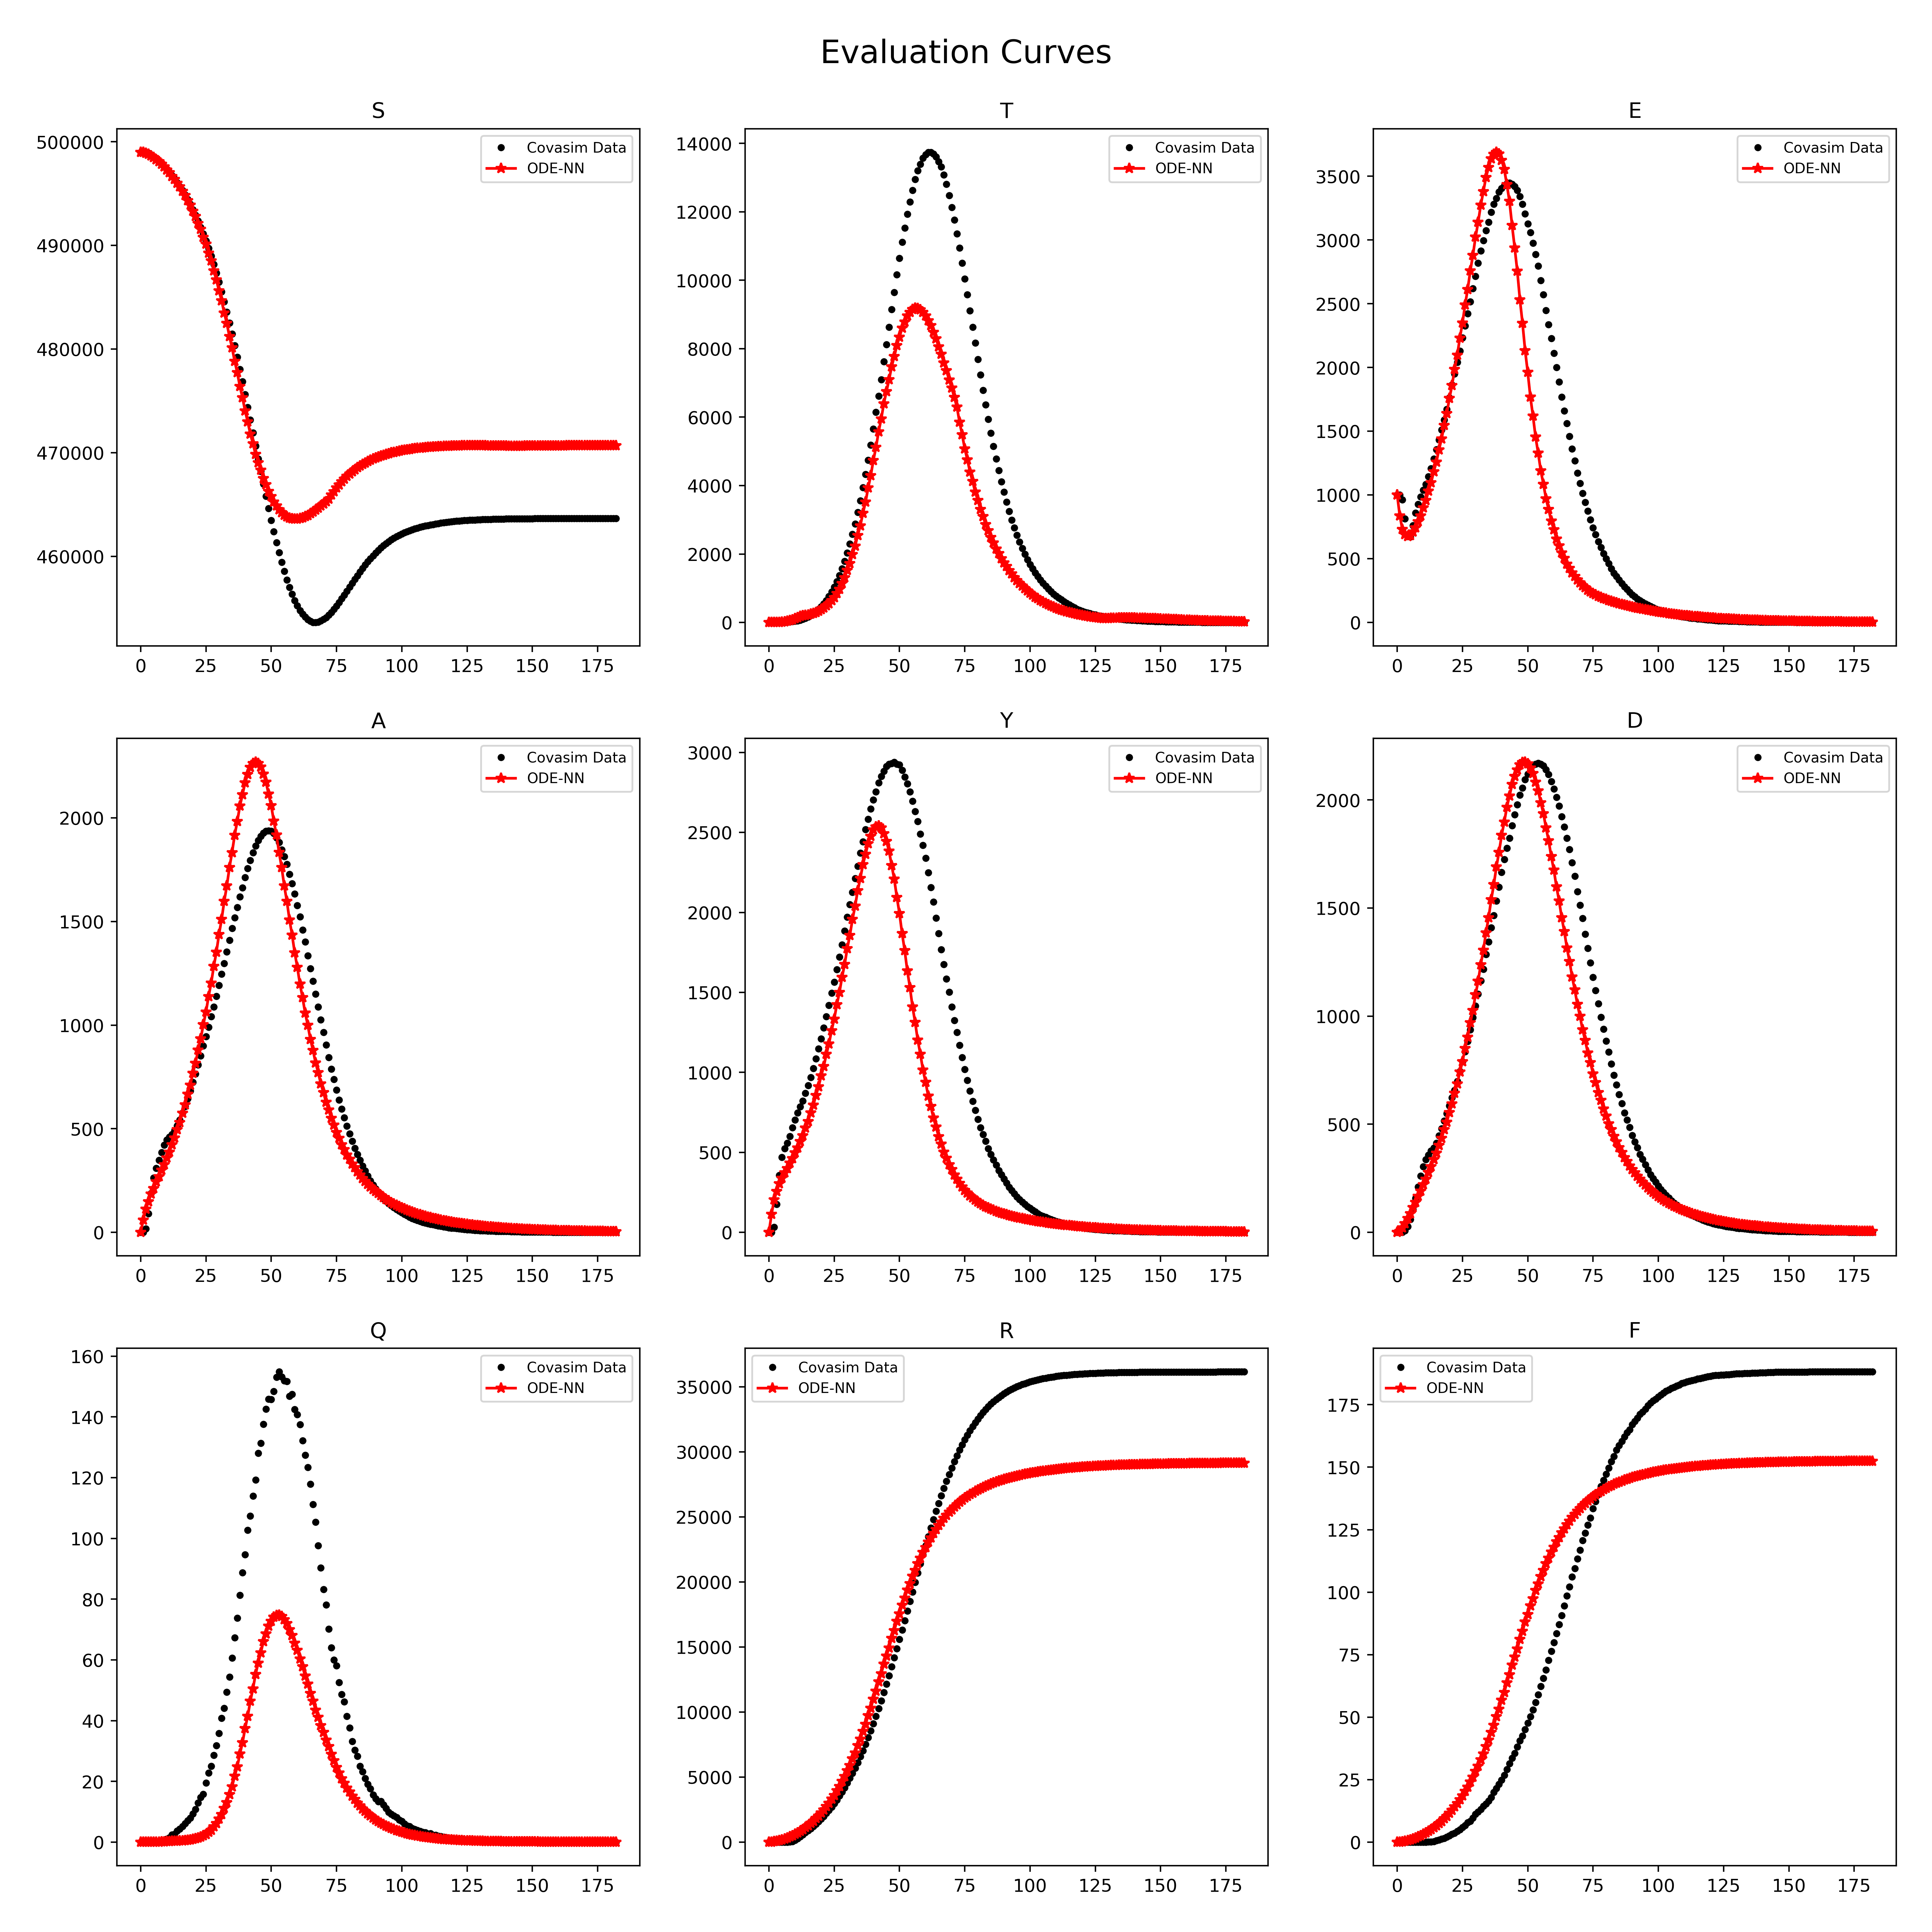 Evaluation Curves
S
500000
490000
480000
470000
460000
0 25 50 75 100 125 150 175
Covasim Data
ODE-NN
T
14000
12000
10000
8000
6000
4000
2000
0
0 25 50 75 100 125 150 175
Covasim Data
ODE-NN
E
3500
3000
2500
2000
1500
1000
500
0
0 25 50 75 100 125 150 175
Covasim Data
ODE-NN
A
2000
1500
1000
500
0
0 25 50 75 100 125 150 175
Covasim Data
ODE-NN
Y
3000
2500
2000
1500
1000
500
0
0 25 50 75 100 125 150 175
Covasim Data
ODE-NN
D
2000
1500
1000
500
0
0 25 50 75 100 125 150 175
Covasim Data
ODE-NN
Q
160
140
120
100
80
60
40
20
0
0 25 50 75 100 125 150 175
Covasim Data
ODE-NN
R
35000
30000
25000
20000
15000
10000
5000
0
0 25 50 75 100 125 150 175
Covasim Data
ODE-NN
F
175
150
125
100
75
50
25
0
0 25 50 75 100 125 150 175
Covasim Data
ODE-NN